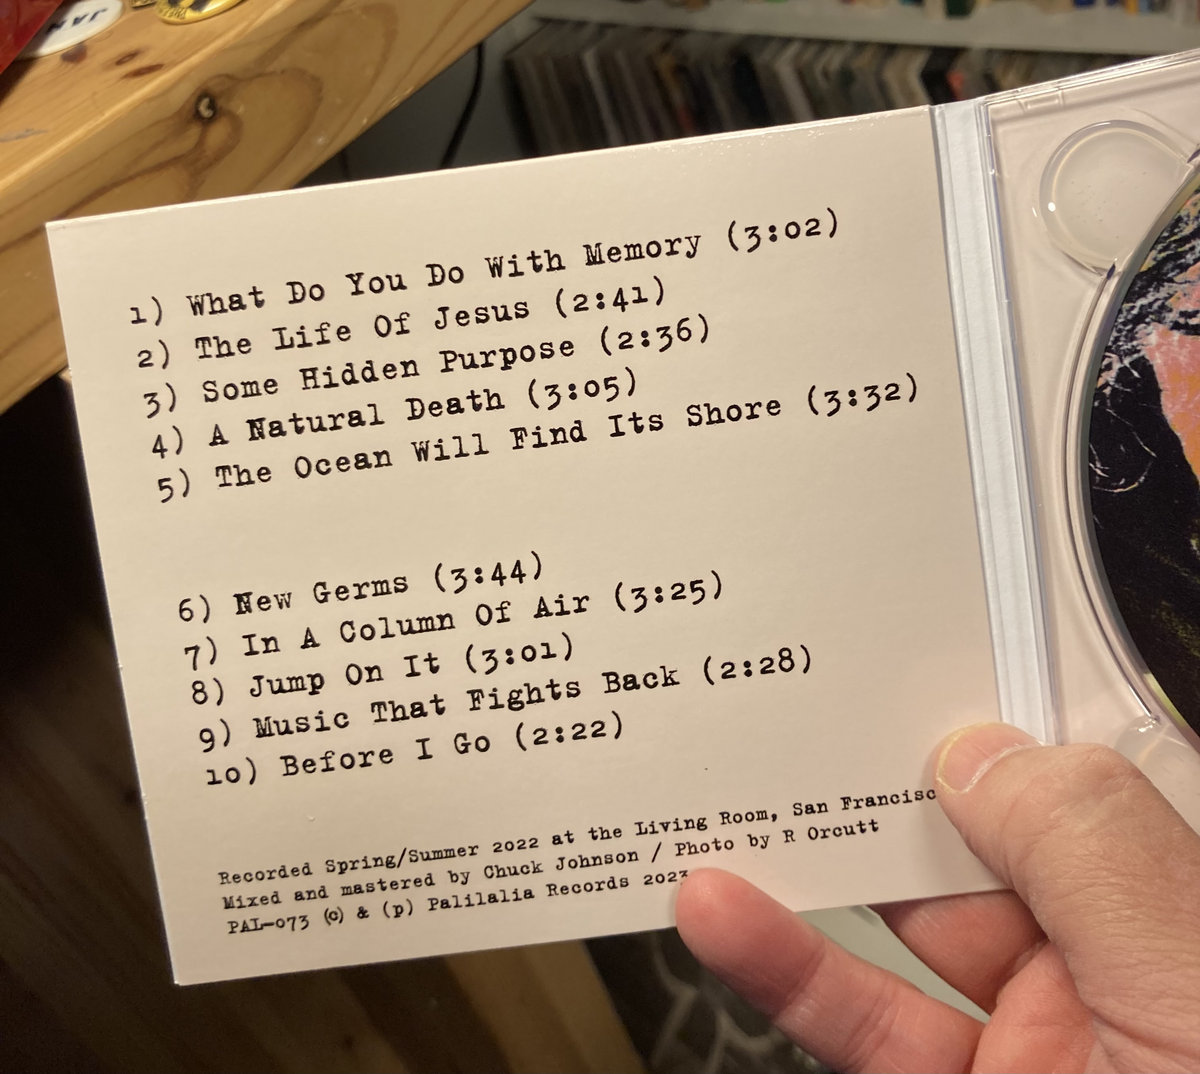 1) What Do You Do With Memory (3:02)
2) The Life Of Jesus (2:41)
3) Some Hidden Purpose (2:36)
4) A Natural Death (3:05)
5) The Ocean Will Find Its Shore (3:32)
6) New Germs (3:44)
7) In A Column Of Air (3:25)
8) Jump On It (3:01)
9) Music That Fights Back (2:28)
10) Before I Go (2:22)
Recorded Spring/Summer 2022 at the Living Room, San Francisc
Mixed and mastered by Chuck Johnson / Photo by R Orcutt
PAL-073 (c) & (p) Palilalia Records 2023